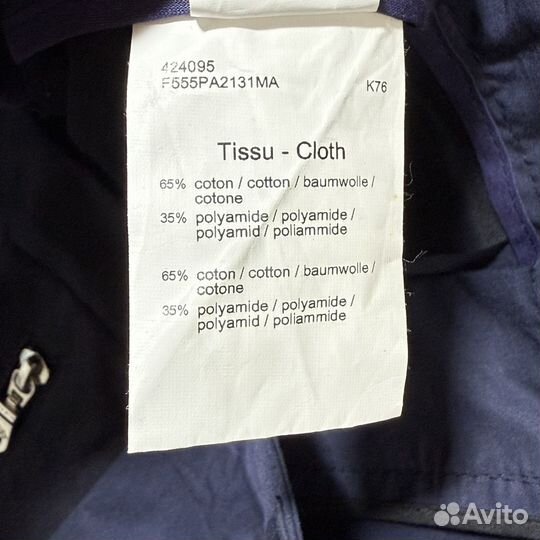 424095
F555PA2131MA K76
Tissu - Cloth
65% coton / cotton / baumwolle /
cotone
35% polyamide / polyamide /
polyamid / poliammide
65% coton / cotton / baumwolle /
cotone
35% polyamide / polyamide /
polyamid / poliammide
Avito